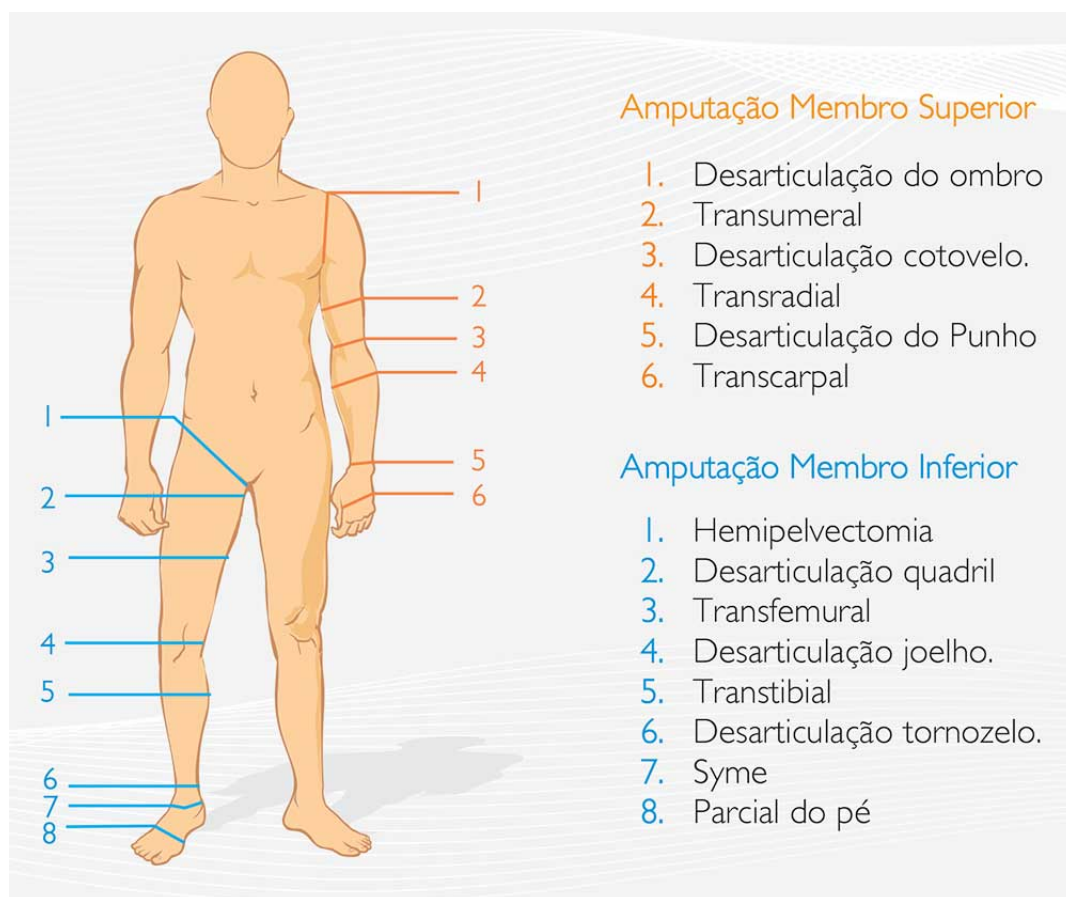 Amputação Membro Superior
1. Desarticulação do ombro
2. Transumeral
3. Desarticulação cotovelo.
4. Transradial
5. Desarticulação do Punho
6. Transcarpal
Amputação Membro Inferior
1. Hemipelvectomia
2. Desarticulação quadril
3. Transfemural
4. Desarticulação joelho.
5. Transtibial
6. Desarticulação tornozelo.
7. Syme
8. Parcial do pé
1
2
3
4
5
6
1
2
3
4
5
6
7
8